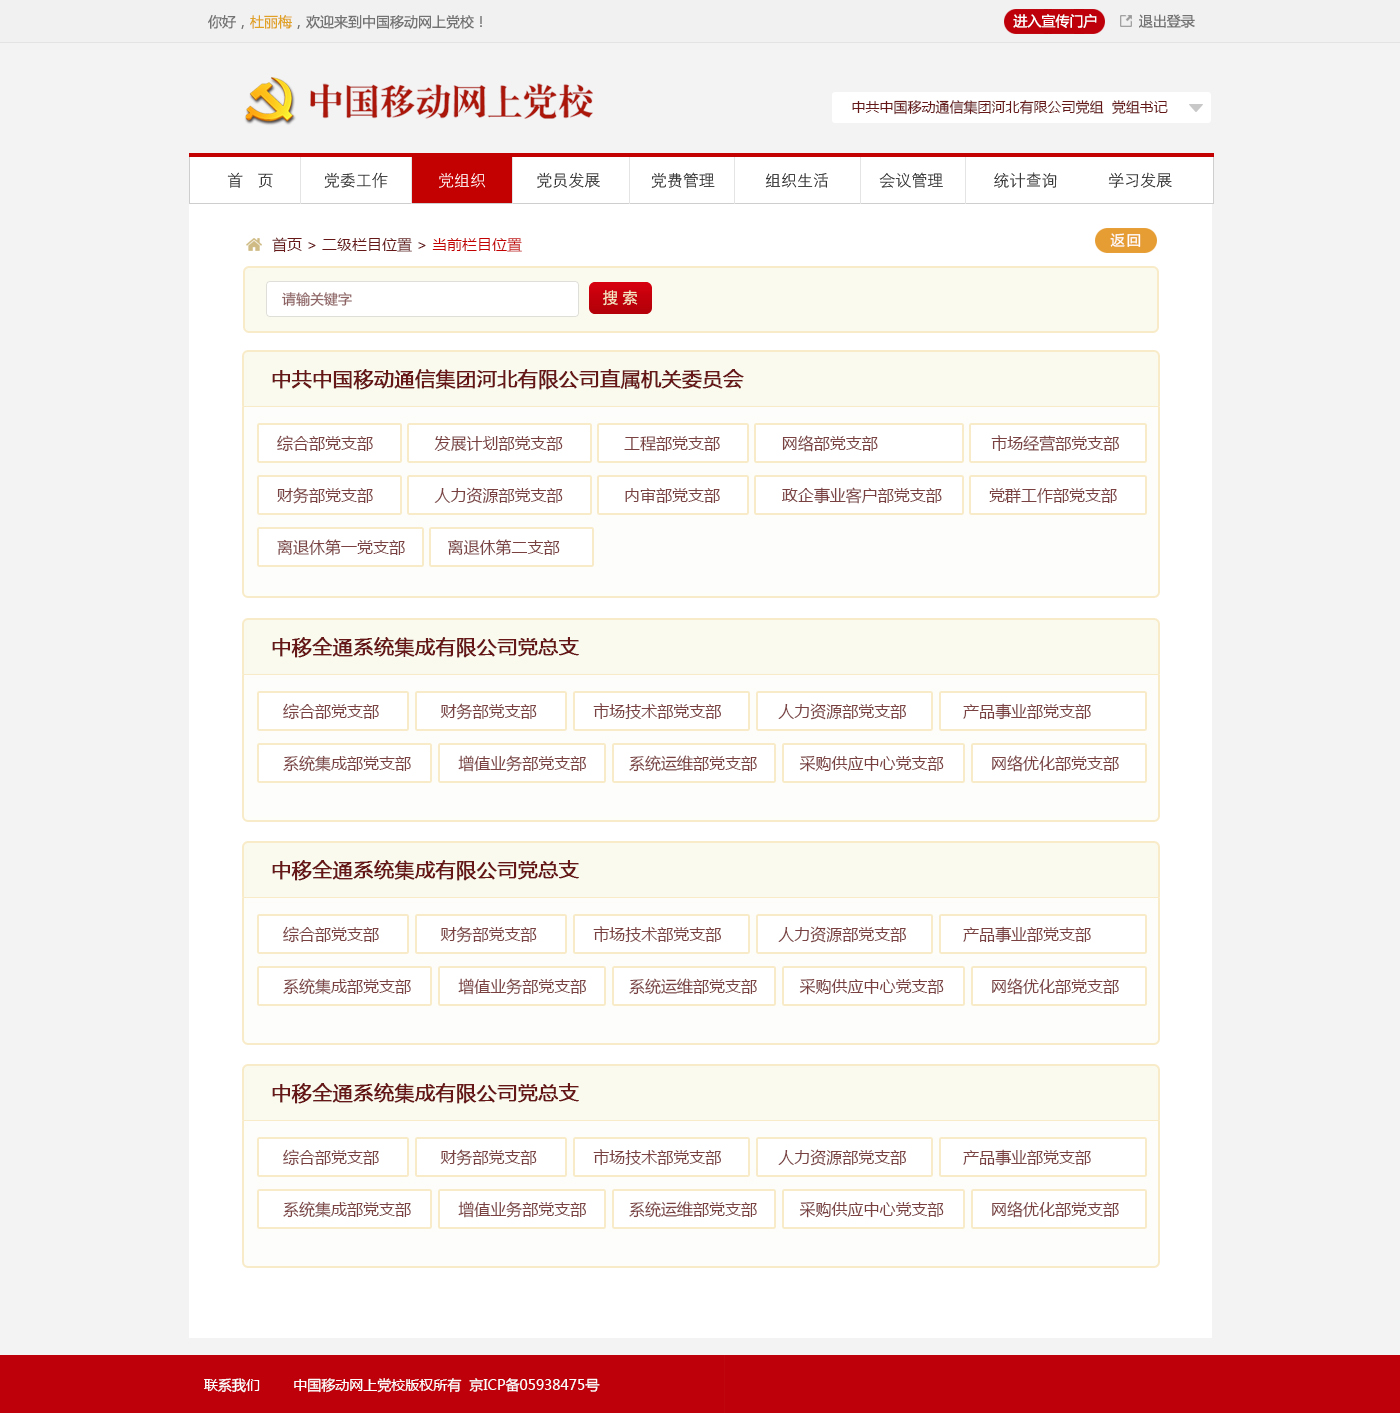 你好，杜丽梅，欢迎来到中国移动网上党校！ 进入宣传门户 退出登录
中国移动网上党校
中共中国移动通信集团河北有限公司党组 党组书记
首 页 党委工作 党组织 党员发展 党费管理 组织生活 会议管理 统计查询 学习发展
首页 > 二级栏目位置 > 当前栏目位置 返回
请输关键字 搜 索
中共中国移动通信集团河北有限公司直属机关委员会
综合部党支部 发展计划部党支部 工程部党支部 网络部党支部 市场经营部党支部
财务部党支部 人力资源部党支部 内审部党支部 政企事业客户部党支部 党群工作部党支部
离退休第一党支部 离退休第二支部
中移全通系统集成有限公司党总支
综合部党支部 财务部党支部 市场技术部党支部 人力资源部党支部 产品事业部党支部
系统集成部党支部 增值业务部党支部 系统运维部党支部 采购供应中心党支部 网络优化部党支部
中移全通系统集成有限公司党总支
综合部党支部 财务部党支部 市场技术部党支部 人力资源部党支部 产品事业部党支部
系统集成部党支部 增值业务部党支部 系统运维部党支部 采购供应中心党支部 网络优化部党支部
中移全通系统集成有限公司党总支
综合部党支部 财务部党支部 市场技术部党支部 人力资源部党支部 产品事业部党支部
系统集成部党支部 增值业务部党支部 系统运维部党支部 采购供应中心党支部 网络优化部党支部
联系我们 中国移动网上党校版权所有 京ICP备05938475号